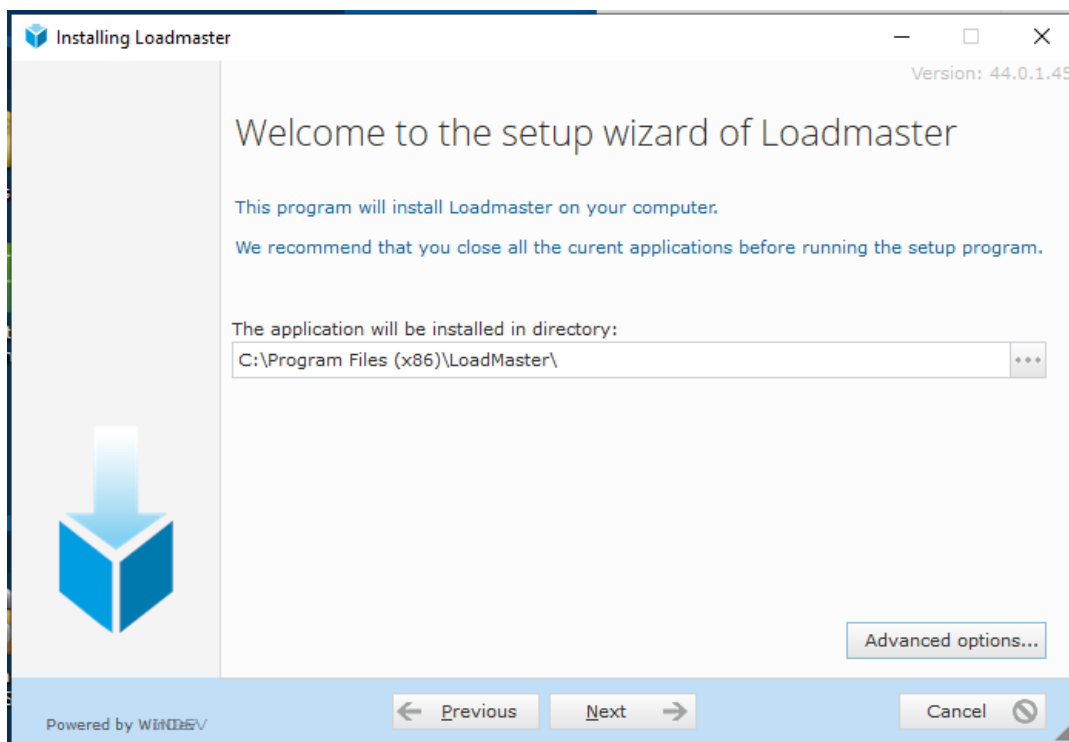 Installing Loadmaster
Version: 44.0.1.45
Welcome to the setup wizard of Loadmaster
This program will install Loadmaster on your computer.
We recommend that you close all the curent applications before running the setup program.
The application will be installed in directory:
C:\Program Files (x86)\LoadMaster\
Advanced options...
Powered by
Previous
Next
Cancel